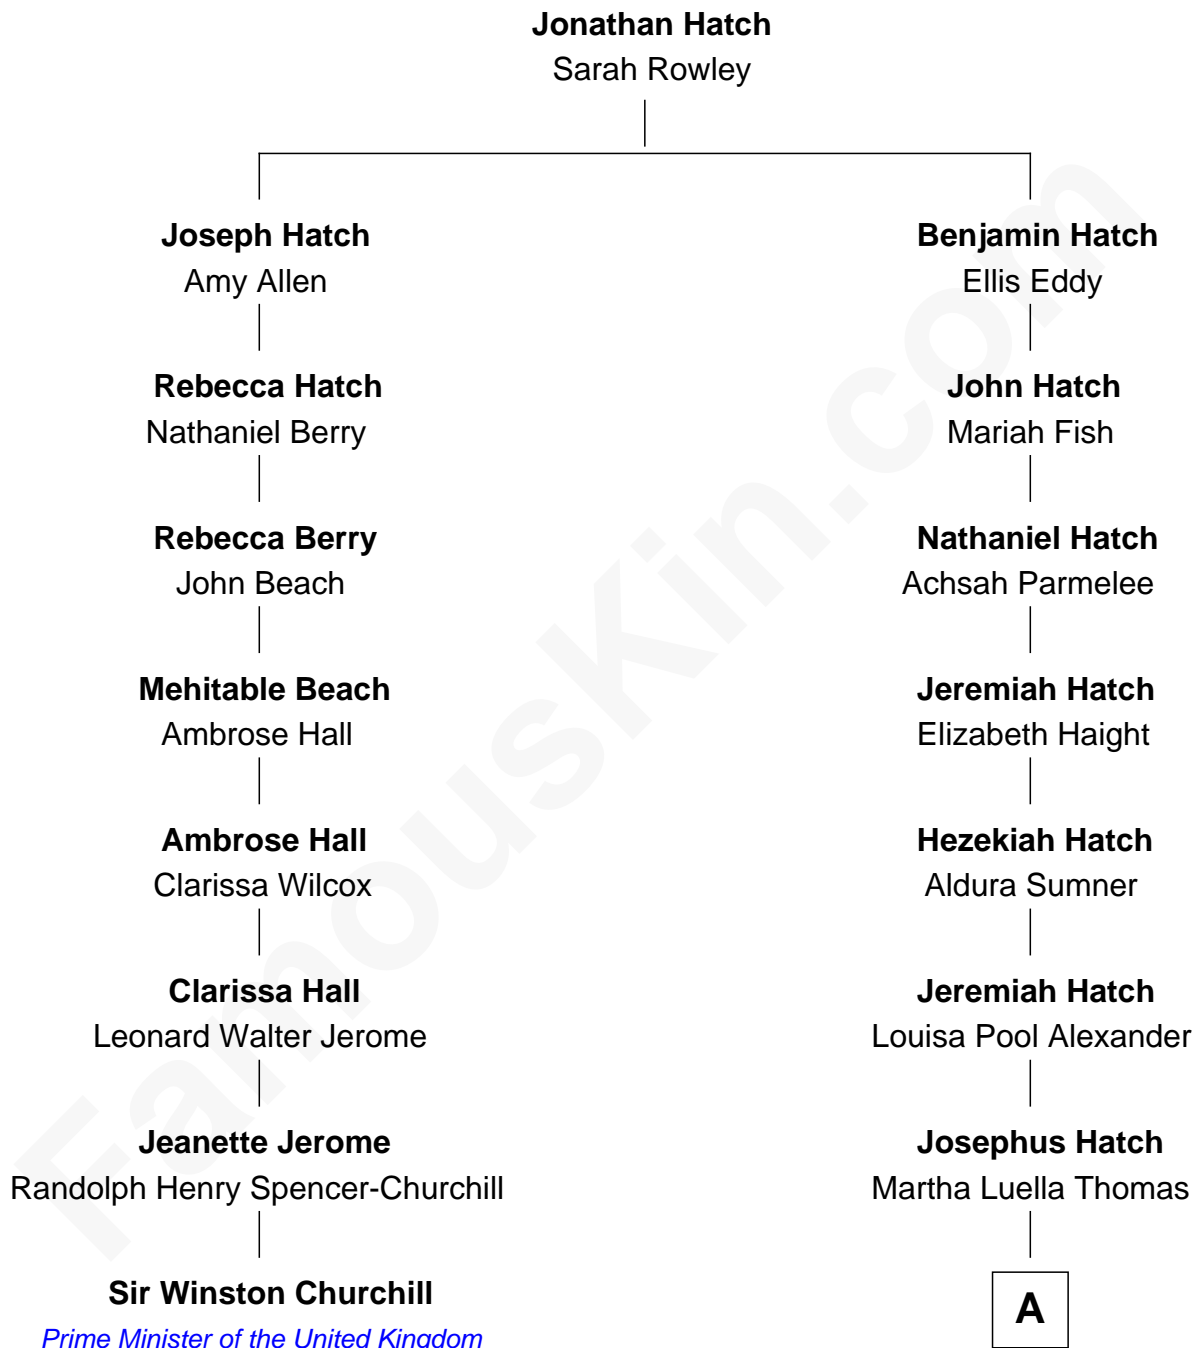 Jonathan Hatch
Sarah Rowley
Joseph Hatch
Amy Allen
Benjamin Hatch
Ellis Eddy
Rebecca Hatch
Nathaniel Berry
John Hatch
Mariah Fish
Rebecca Berry
John Beach
Nathaniel Hatch
Achsah Parmelee
Mehitable Beach
Ambrose Hall
Jeremiah Hatch
Elizabeth Haight
Ambrose Hall
Clarissa Wilcox
Hezekiah Hatch
Aldura Sumner
Clarissa Hall
Leonard Walter Jerome
Jeremiah Hatch
Louisa Pool Alexander
Jeanette Jerome
Randolph Henry Spencer-Churchill
Josephus Hatch
Martha Luella Thomas
Sir Winston Churchill
Prime Minister of the United Kingdom
A
FamousKin.com